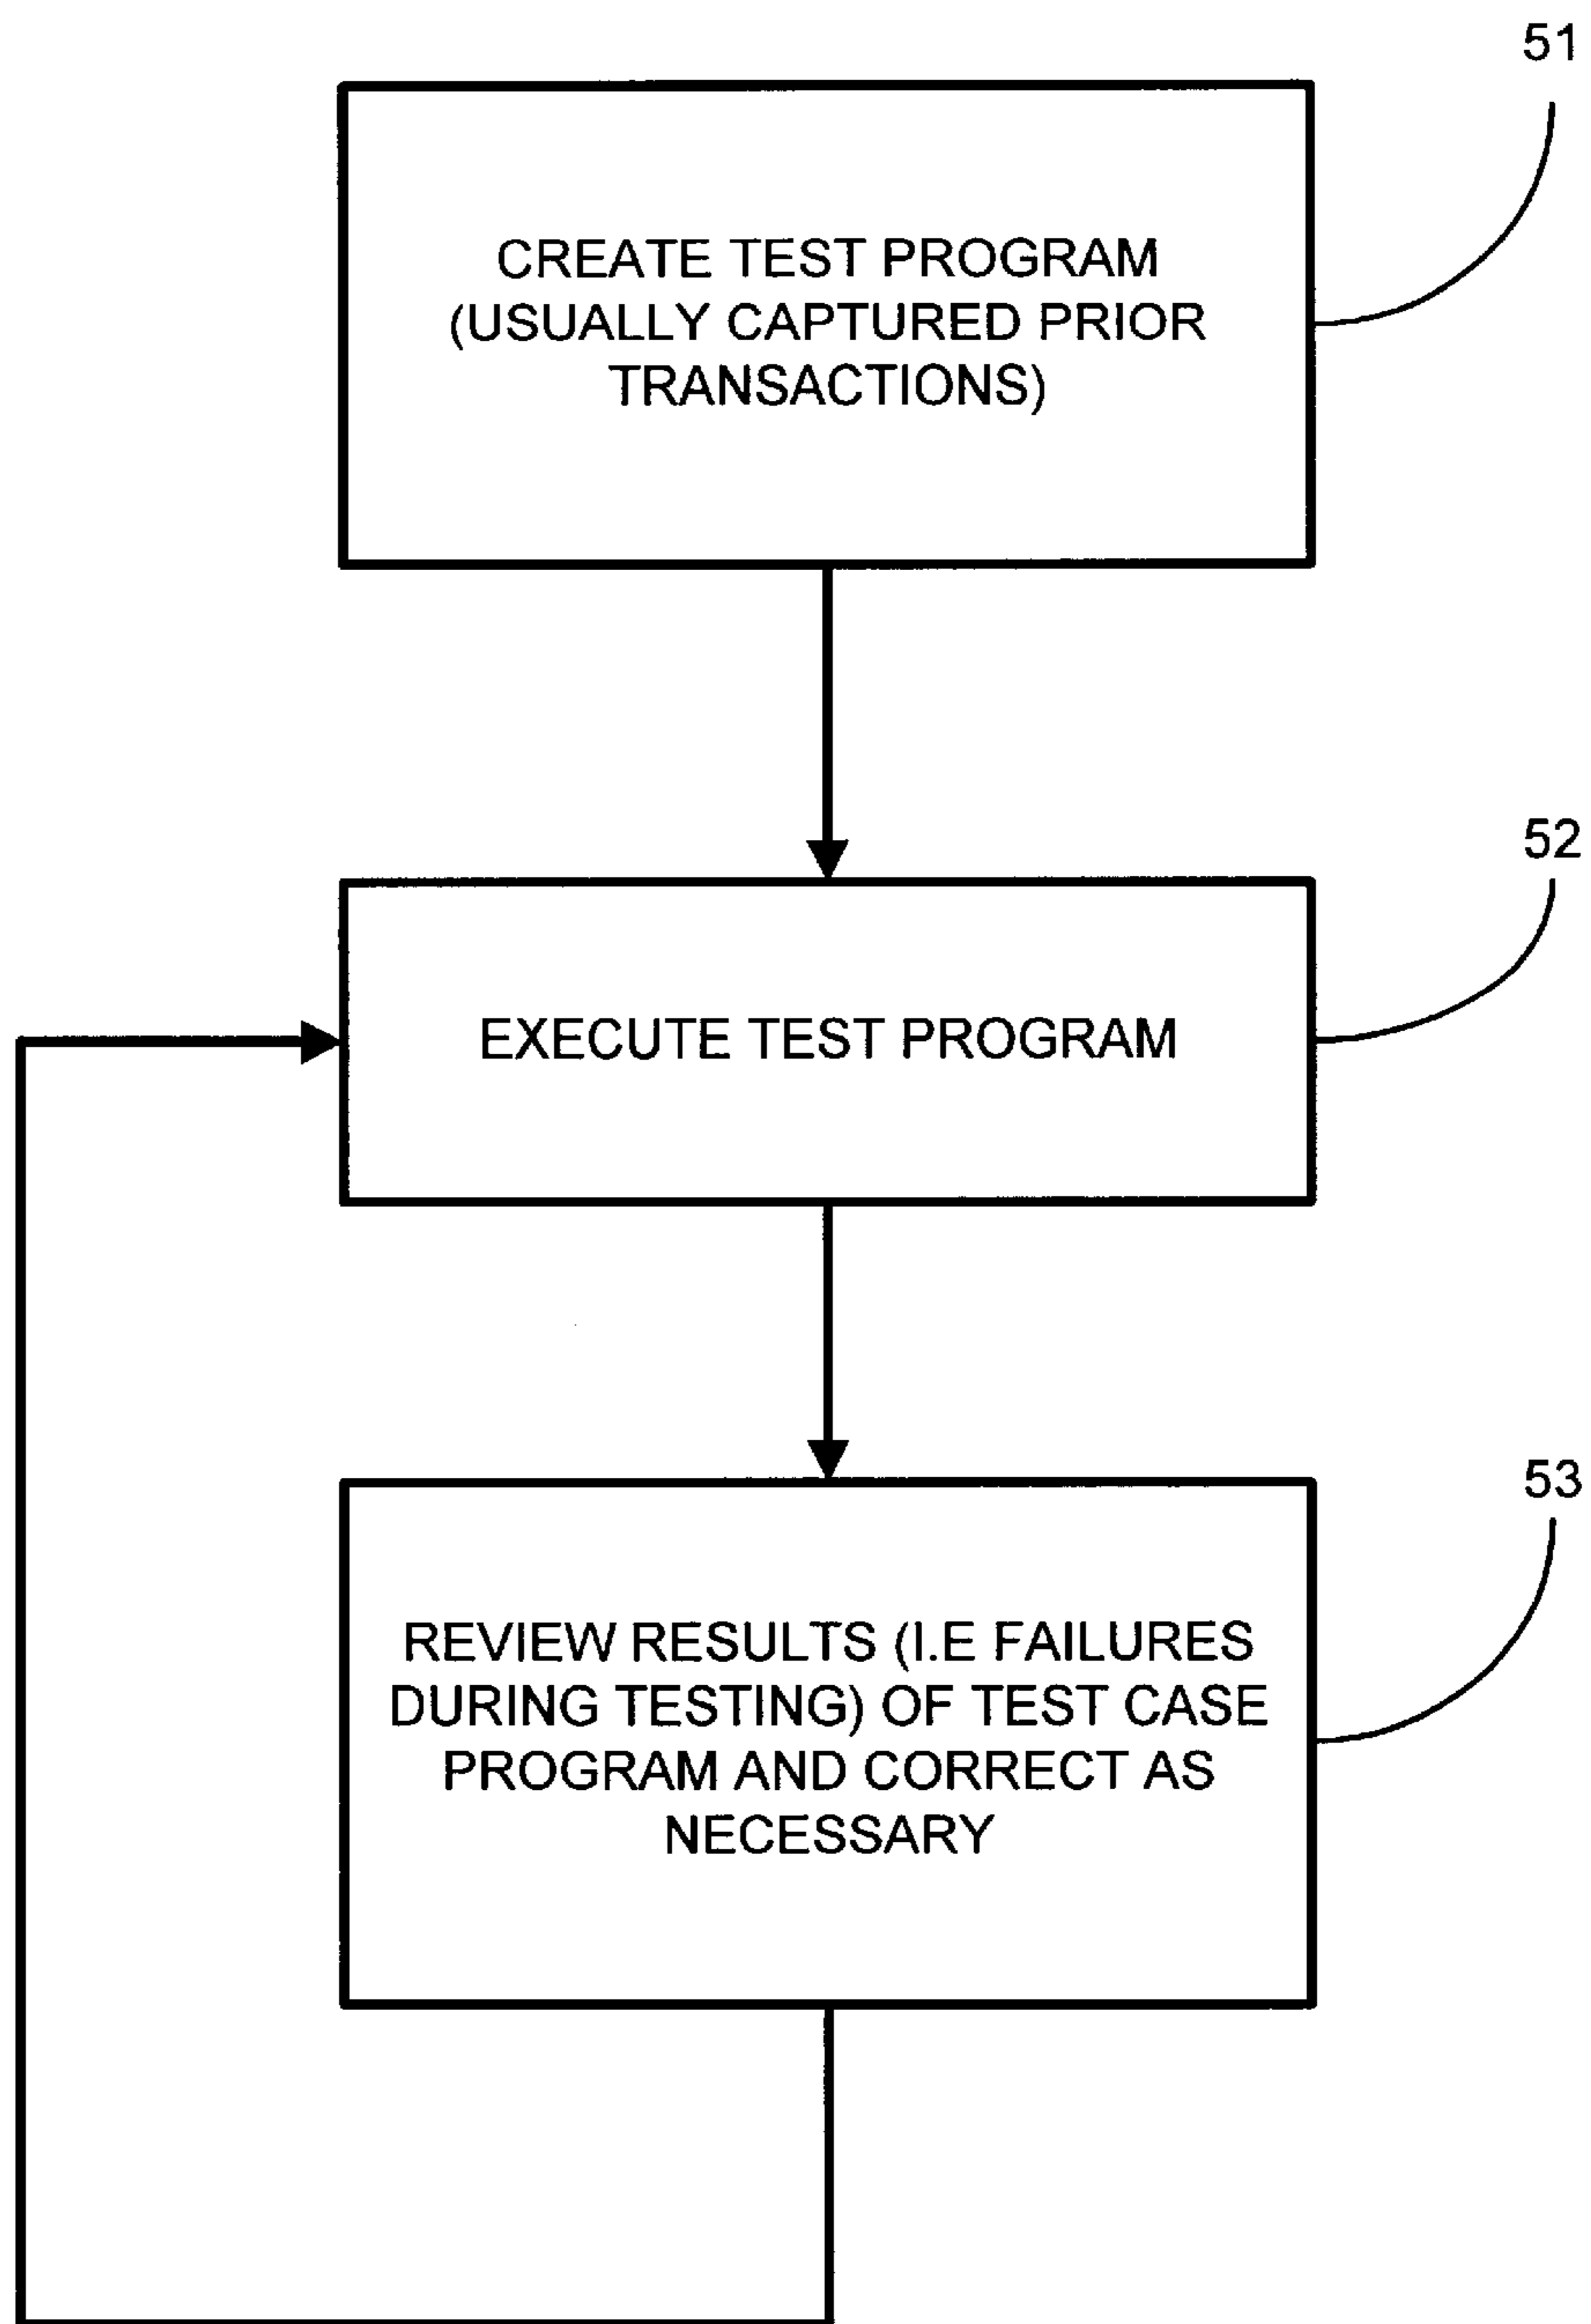 51
CREATE TEST PROGRAM
(USUALLY CAPTURED PRIOR
TRANSACTIONS)
52
EXECUTE TEST PROGRAM
53
REVIEW RESULTS (I.E FAILURES
DURING TESTING) OF TEST CASE
PROGRAM AND CORRECT AS
NECESSARY